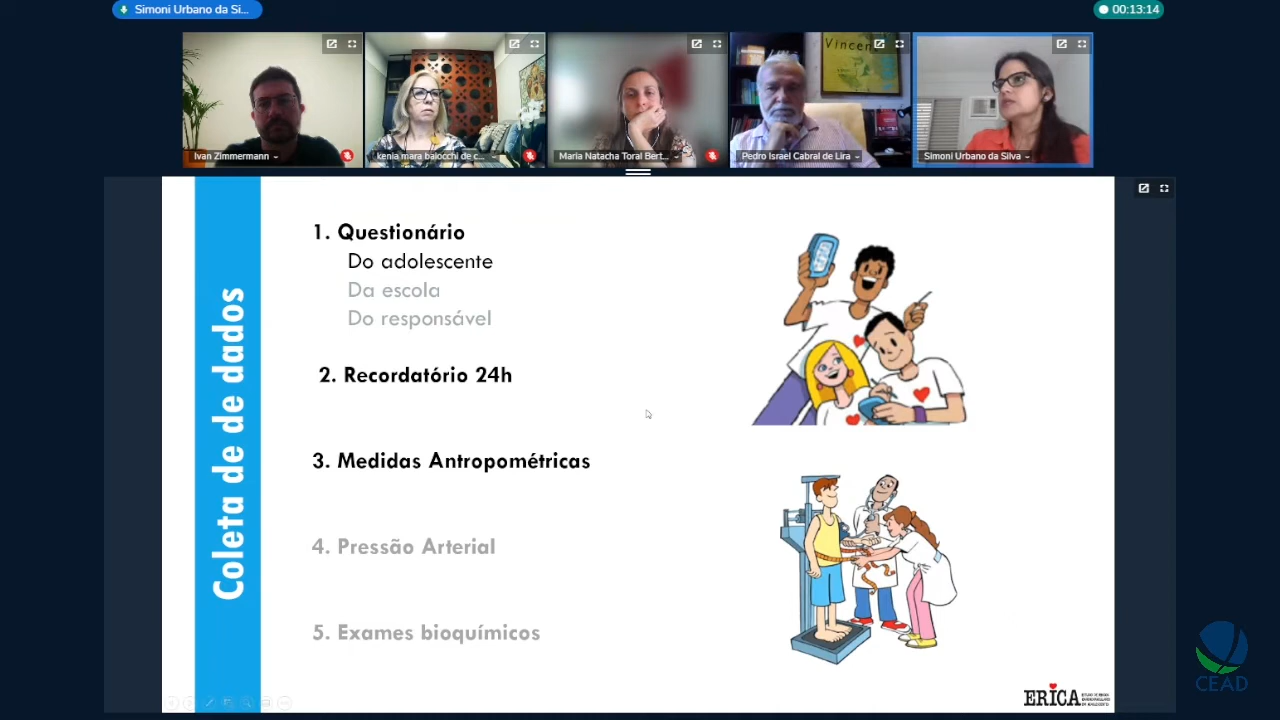 Simoni Urbano da Si...
00:13:14
Vincen
Ivan Zimmermann
kenia mara baiocchi de c...
Maria Natacha Toral Bert...
Pedro Israel Cabral de Lira
Simoni Urbano da Silva
Coleta de de dados
1. Questionário
Do adolescente
Da escola
Do responsável
2. Recordatório 24h
3. Medidas Antropométricas
4. Pressão Arterial
5. Exames bioquímicos
ERICA
CEAD